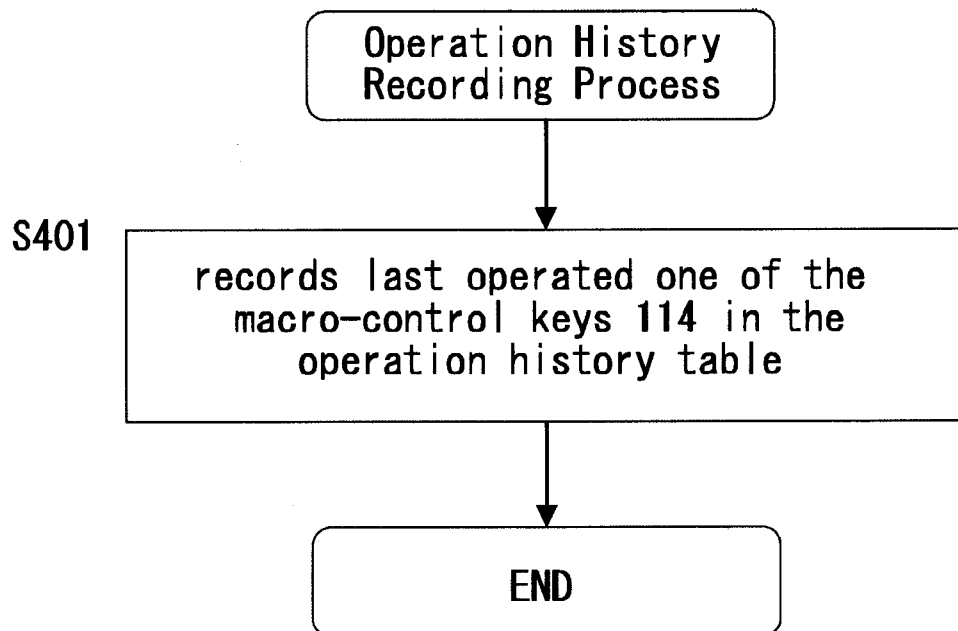 Operation History
Recording Process
S401
records last operated one of the
macro-control keys 114 in the
operation history table
END